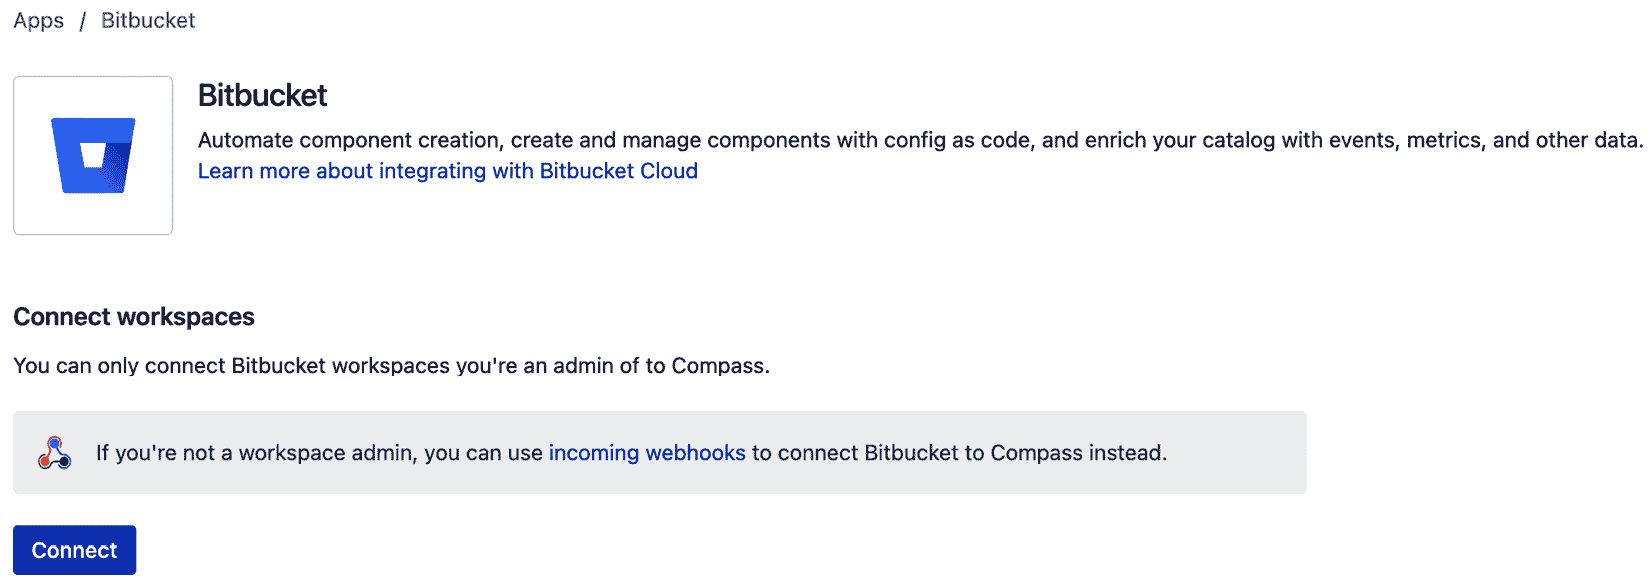 Apps / Bitbucket
Bitbucket
Automate component creation, create and manage components with config as code, and enrich your catalog with events, metrics, and other data.
Learn more about integrating with Bitbucket Cloud
Connect workspaces
You can only connect Bitbucket workspaces you're an admin of to Compass.
If you're not a workspace admin, you can use incoming webhooks to connect Bitbucket to Compass instead.
Connect